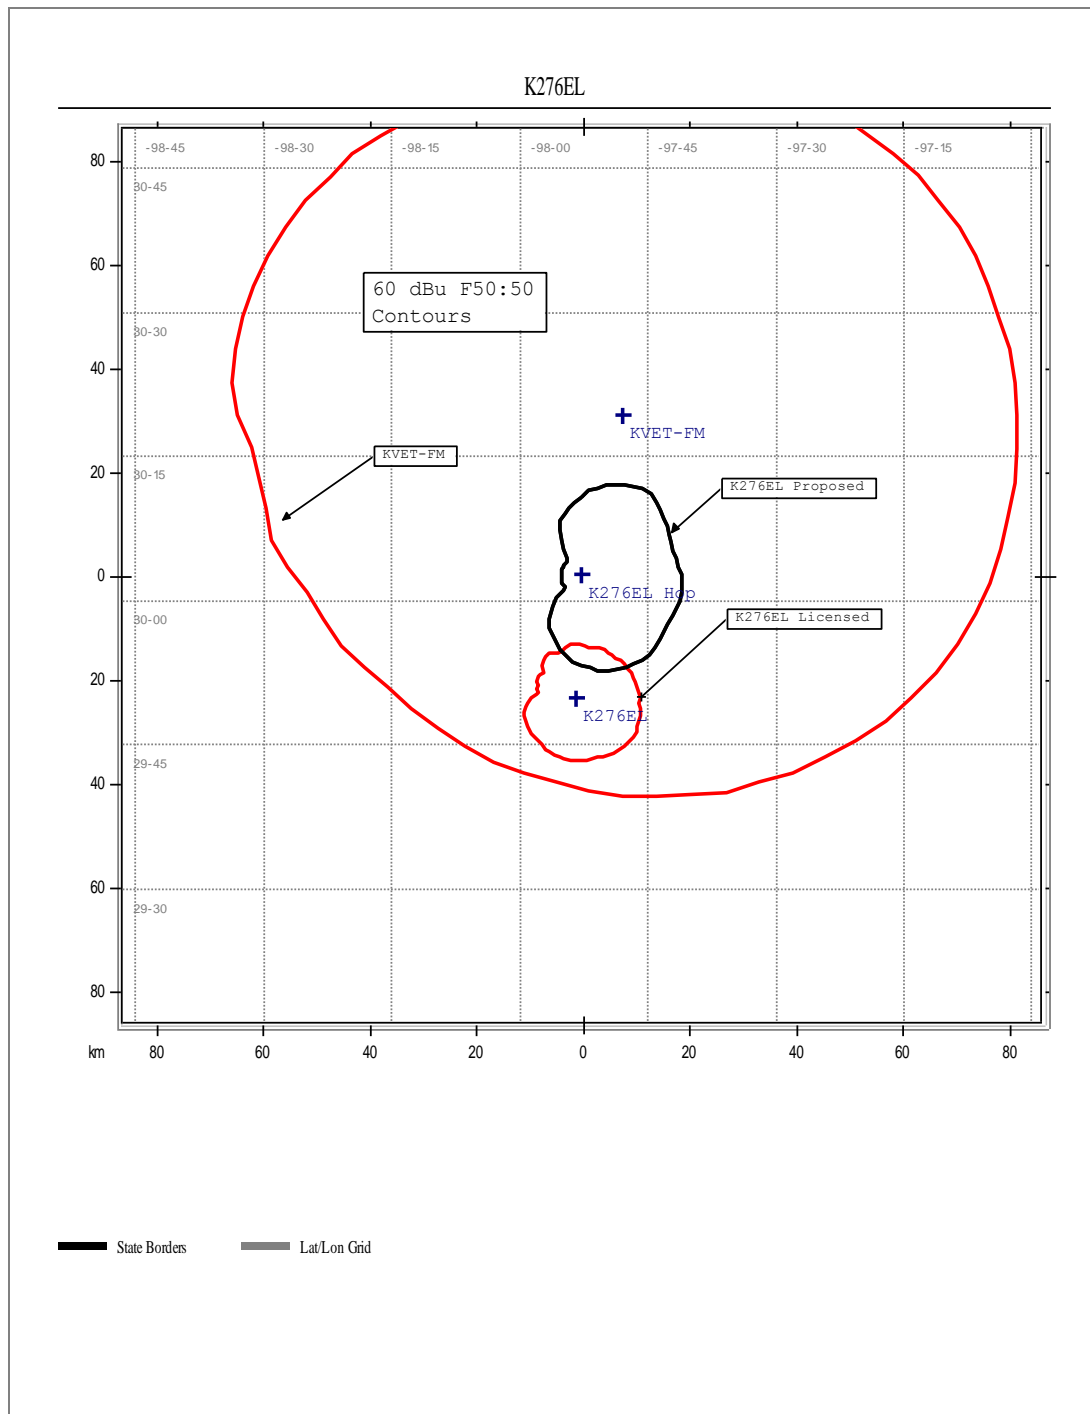 K276EL
-98-45 -98-30 -98-15 -98-00 -97-45 -97-30 -97-15
80
30-45
60
60 dBu F50:50
Contours
30-30
40
KVET-FM
KVET-FM
20
30-15
K276EL Proposed
0
K276EL Hop
30-00
K276EL Licensed
20
K276EL
29-45
40
60
29-30
80
km 80 60 40 20 0 20 40 60 80
State Borders Lat/Lon Grid